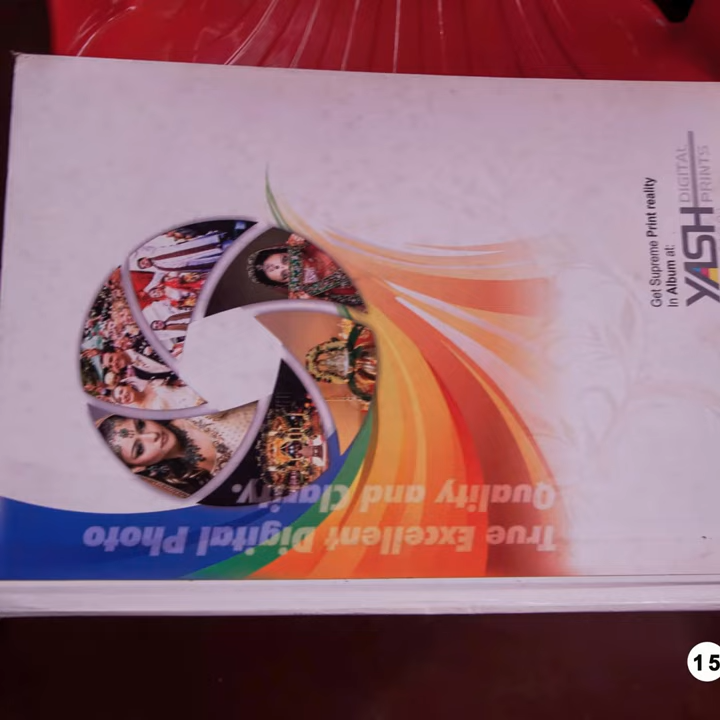 Get Supreme Print reality
In Album at:
YASH DIGITAL PRINTS
True Excellent Digital Photo
Quality and Clarity.
15